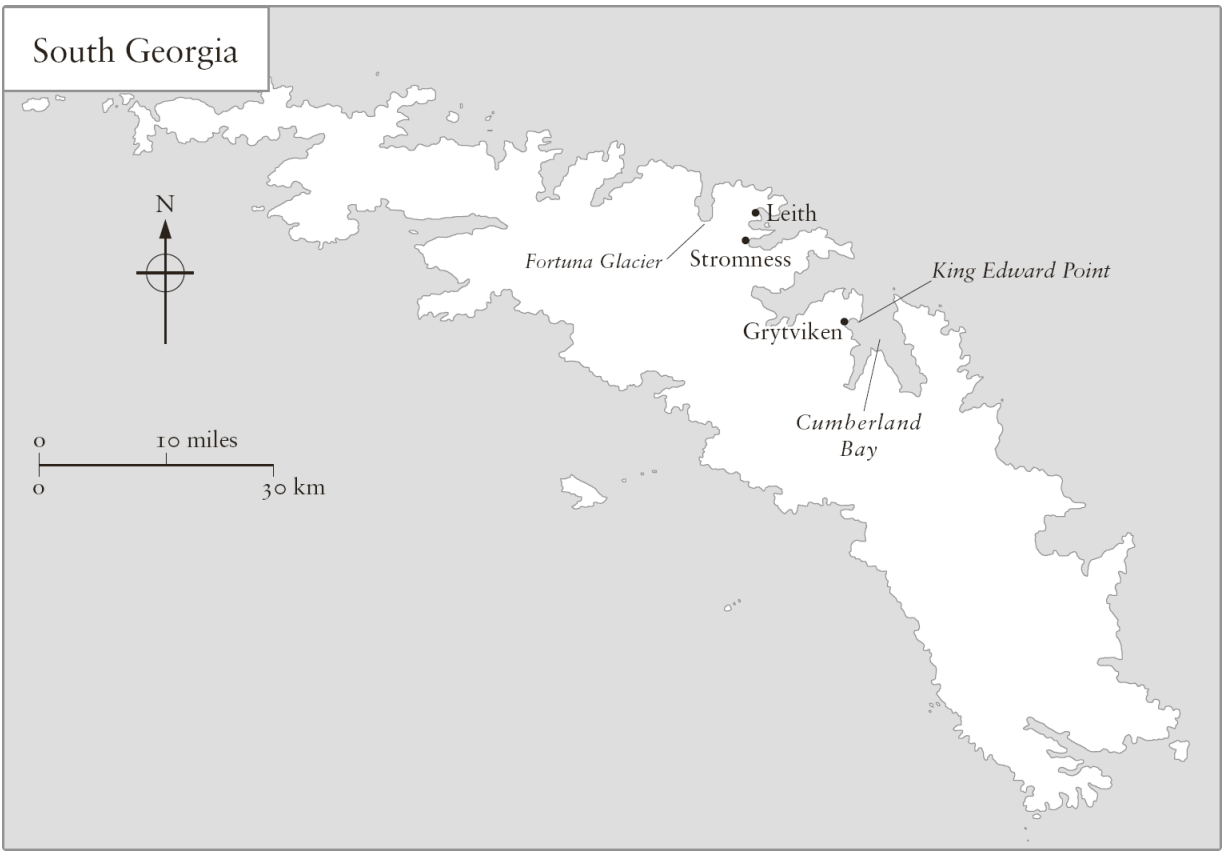 South Georgia
N
Leith
Fortuna Glacier
Stromness
King Edward Point
Grytviken
Cumberland
Bay
0 10 miles
0 30 km